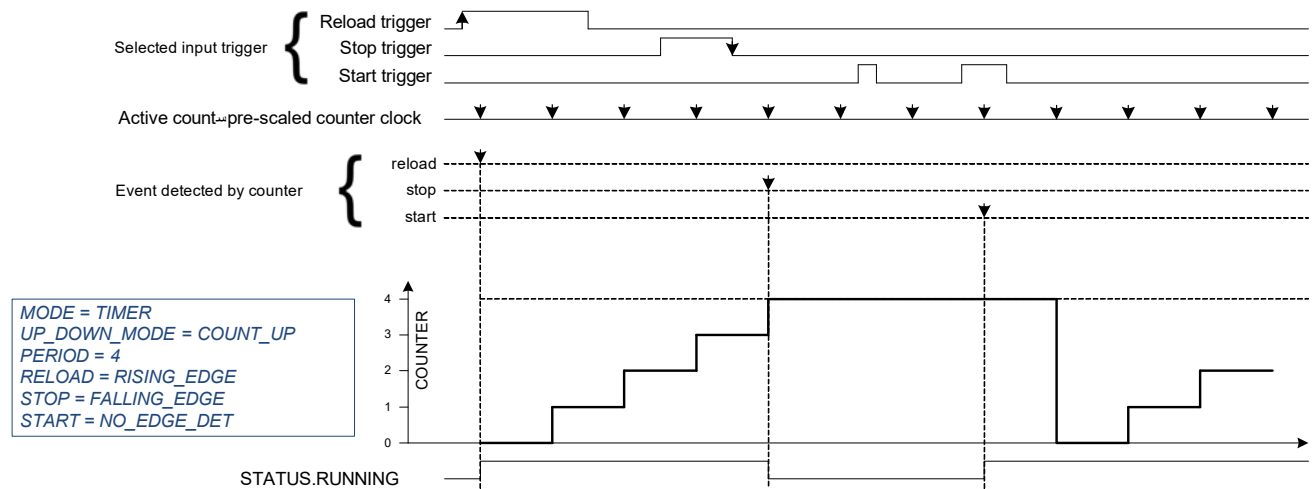 Reload trigger
Selected input trigger
Stop trigger
Start trigger
Active count pre-scaled counter clock
reload
Event detected by counter
stop
start
MODE = TIMER
UP_DOWN_MODE = COUNT_UP
PERIOD = 4
RELOAD = RISING_EDGE
STOP = FALLING_EDGE
START = NO_EDGE_DET
COUNTER
4
3
2
1
0
STATUS.RUNNING